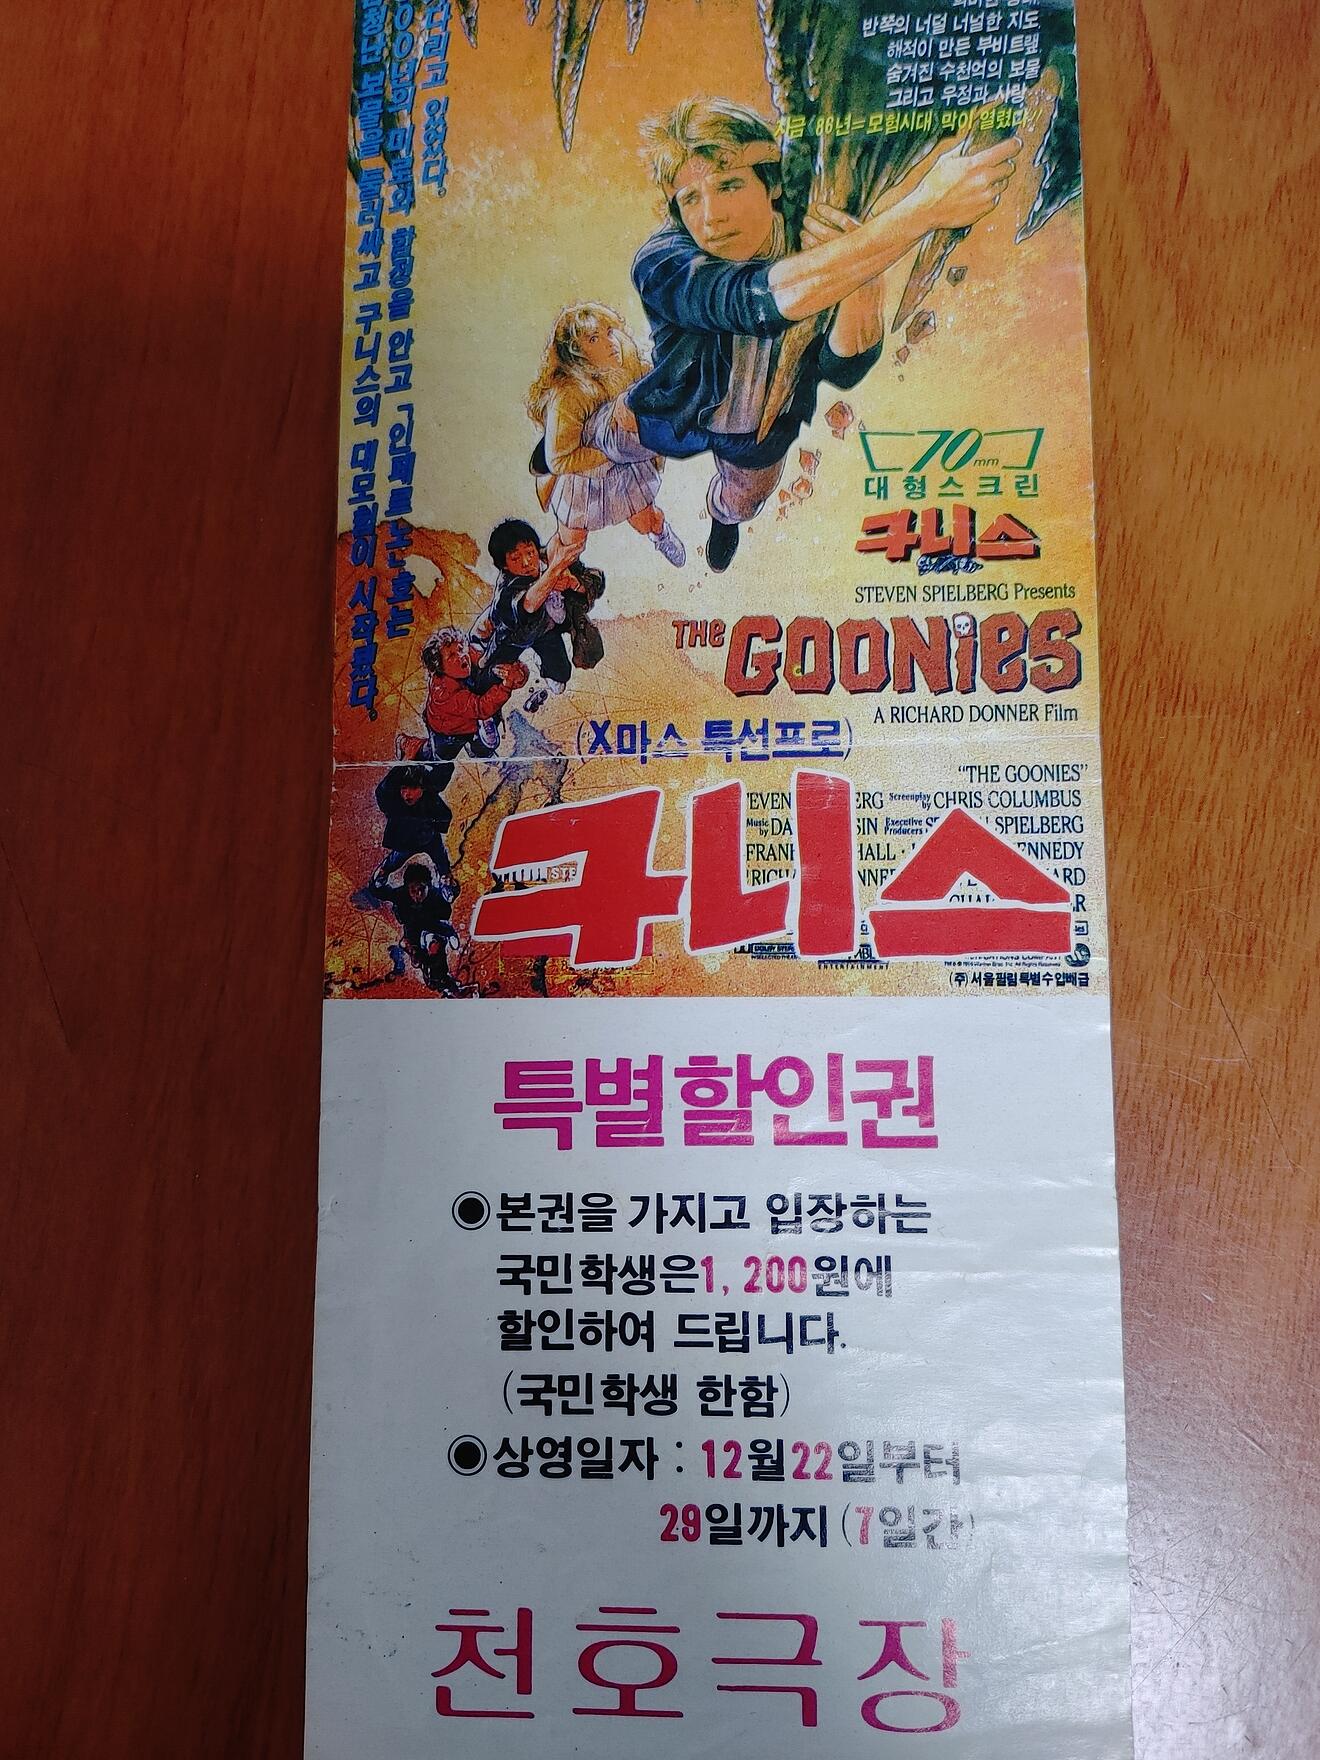 반쪽의 너덜 너널한 지도
해적이 만든 부비트랩
숨겨진 수천억의 보물
그리고 우정과 사랑
지금 '86년=모험시대 막이 열렸다!!
다리고 있었다.
00년의 미로와 함정을 안고 「인페르노」호는
보물을 둘러싸고 구니스의 대모험이 시작됐다.
70mm
대형스크린
구니스
STEVEN SPIELBERG Presents
THE GOONIES
A RICHARD DONNER Film
(X마스 특선프로)
"THE GOONIES"
CHRIS COLUMBUS
Screenplay by
Music by
Executive Producers
SPIELBERG
구니스
(주)서울필림특별수입배급
특별할인권
◉본권을 가지고 입장하는
국민학생은1,200원에
할인하여 드립니다.
(국민학생 한함)
◉상영일자 : 12월22일부터
29일까지 (7일간)
천호극장